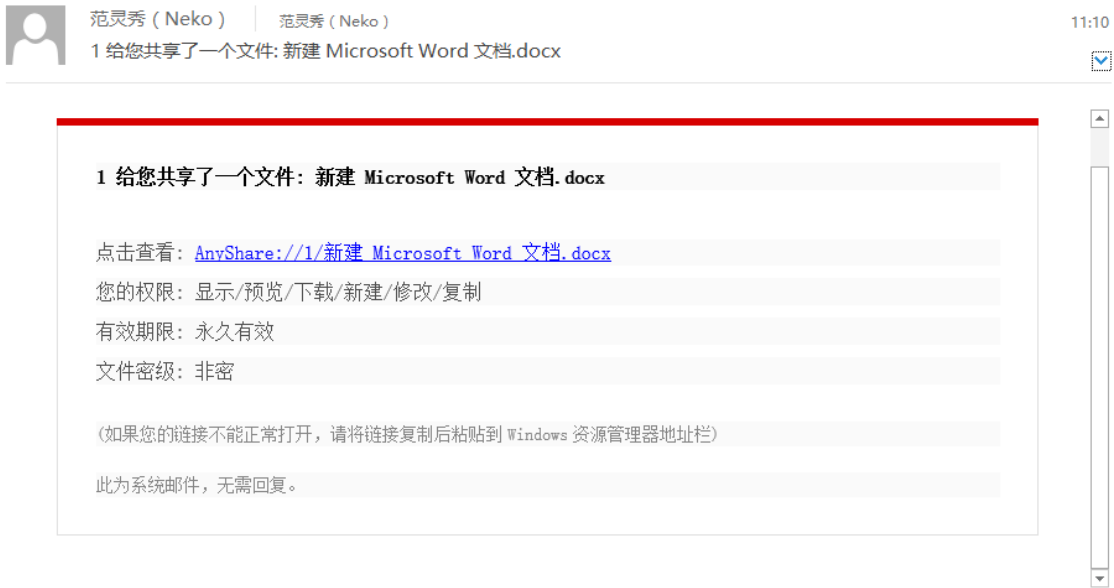 范灵秀（Neko） 范灵秀（Neko） 11:10
1 给您共享了一个文件: 新建 Microsoft Word 文档.docx
1 给您共享了一个文件: 新建 Microsoft Word 文档.docx
点击查看: AnyShare://1/新建 Microsoft Word 文档.docx
您的权限: 显示/预览/下载/新建/修改/复制
有效期限: 永久有效
文件密级: 非密
(如果您的链接不能正常打开，请将链接复制后粘贴到 Windows 资源管理器地址栏)
此为系统邮件，无需回复。